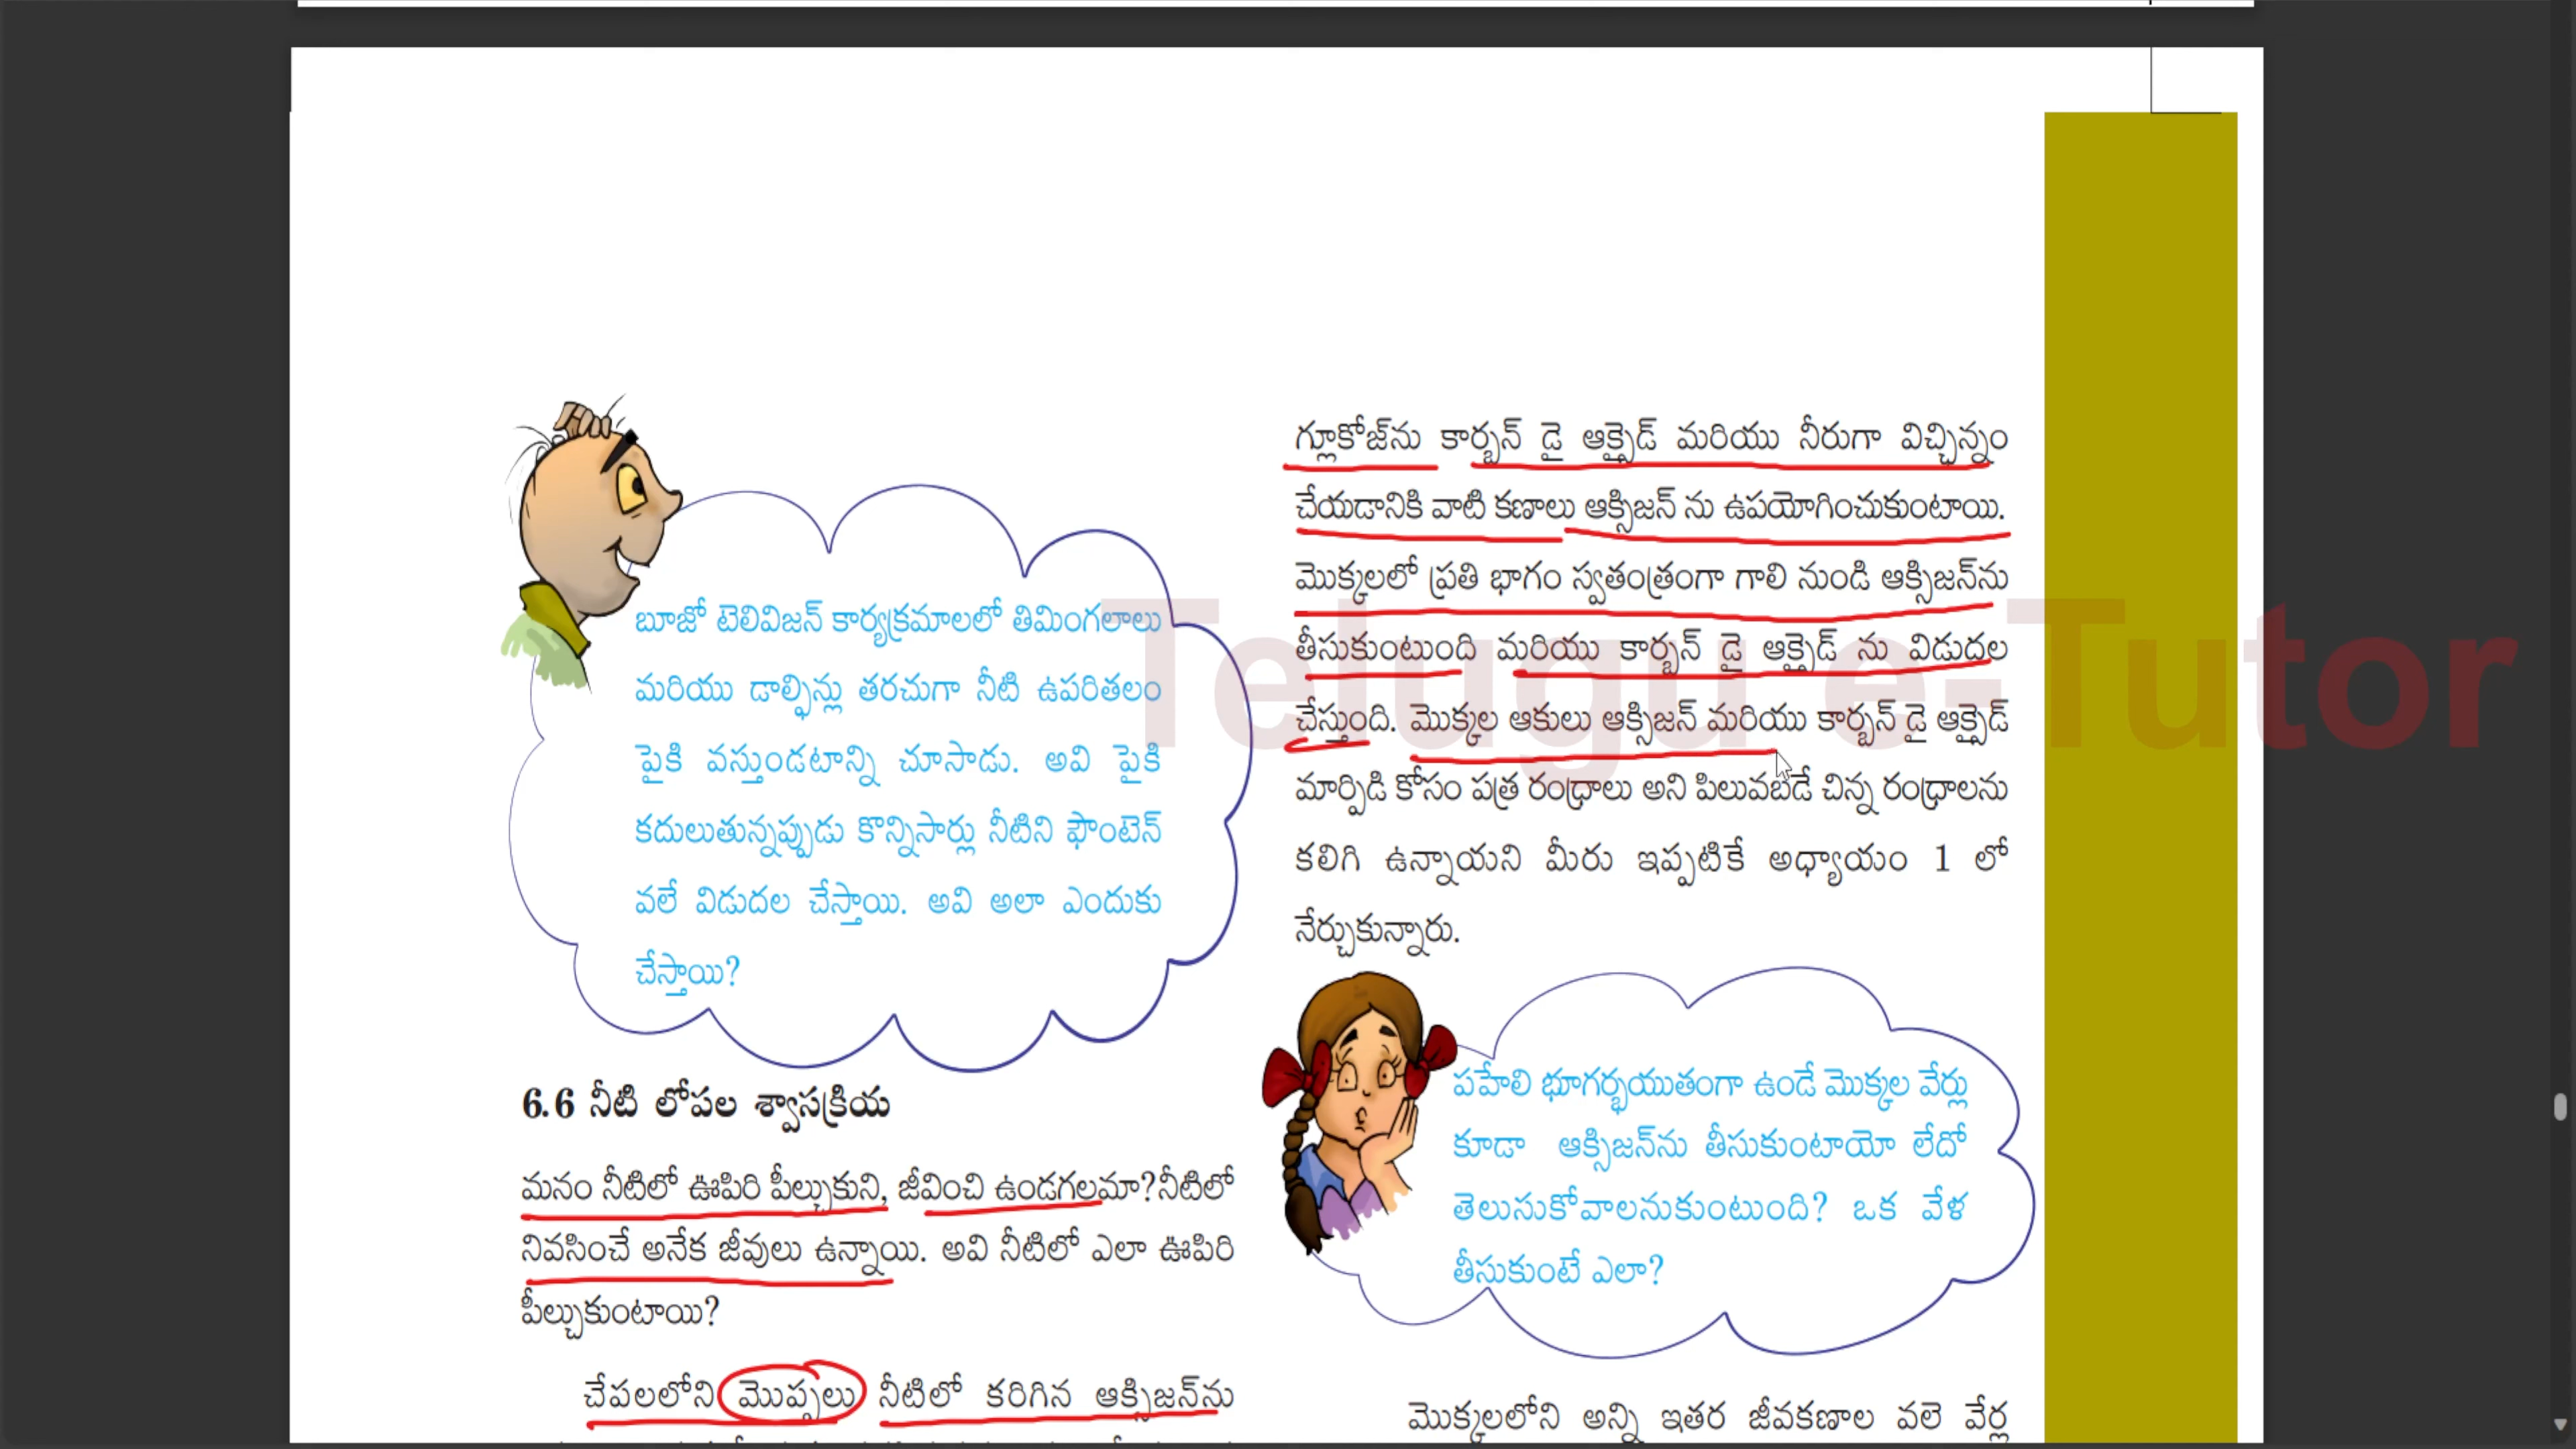 బూజో టెలివిజన్ కార్యక్రమాలలో తిమింగలాలు
మరియు డాల్ఫిన్లు తరచుగా నీటి ఉపరితలం
పైకి వస్తుండటాన్ని చూసాడు. అవి పైకి
కదులుతున్నప్పుడు కొన్నిసార్లు నీటిని ఫౌంటెన్
వలే విడుదల చేస్తాయి. అవి అలా ఎందుకు
చేస్తాయి?
6.6 నీటి లోపల శ్వాసక్రియ
మనం నీటిలో ఊపిరి పీల్చుకుని, జీవించి ఉండగలమా?నీటిలో
నివసించే అనేక జీవులు ఉన్నాయి. అవి నీటిలో ఎలా ఊపిరి
పీల్చుకుంటాయి?
చేపలలోని మొప్పలు నీటిలో కరిగిన ఆక్సిజన్‌ను
గ్లూకోజ్‌ను కార్బన్ డై ఆక్సైడ్ మరియు నీరుగా విచ్ఛిన్నం
చేయడానికి వాటి కణాలు ఆక్సిజన్ ను ఉపయోగించుకుంటాయి.
మొక్కలలో ప్రతి భాగం స్వతంత్రంగా గాలి నుండి ఆక్సిజన్‌ను
తీసుకుంటుంది మరియు కార్బన్ డై ఆక్సైడ్ ను విడుదల
చేస్తుంది. మొక్కల ఆకులు ఆక్సిజన్ మరియు కార్బన్ డై ఆక్సైడ్
మార్పిడి కోసం పత్ర రంధ్రాలు అని పిలువబడే చిన్న రంధ్రాలను
కలిగి ఉన్నాయని మీరు ఇప్పటికే అధ్యాయం 1 లో
నేర్చుకున్నారు.
పహేలి భూగర్భయుతంగా ఉండే మొక్కల వేర్లు
కూడా ఆక్సిజన్‌ను తీసుకుంటాయో లేదో
తెలుసుకోవాలనుకుంటుంది? ఒక వేళ
తీసుకుంటే ఎలా?
మొక్కలలోని అన్ని ఇతర జీవకణాల వలె వేర్ల
Telugu e-Tutor